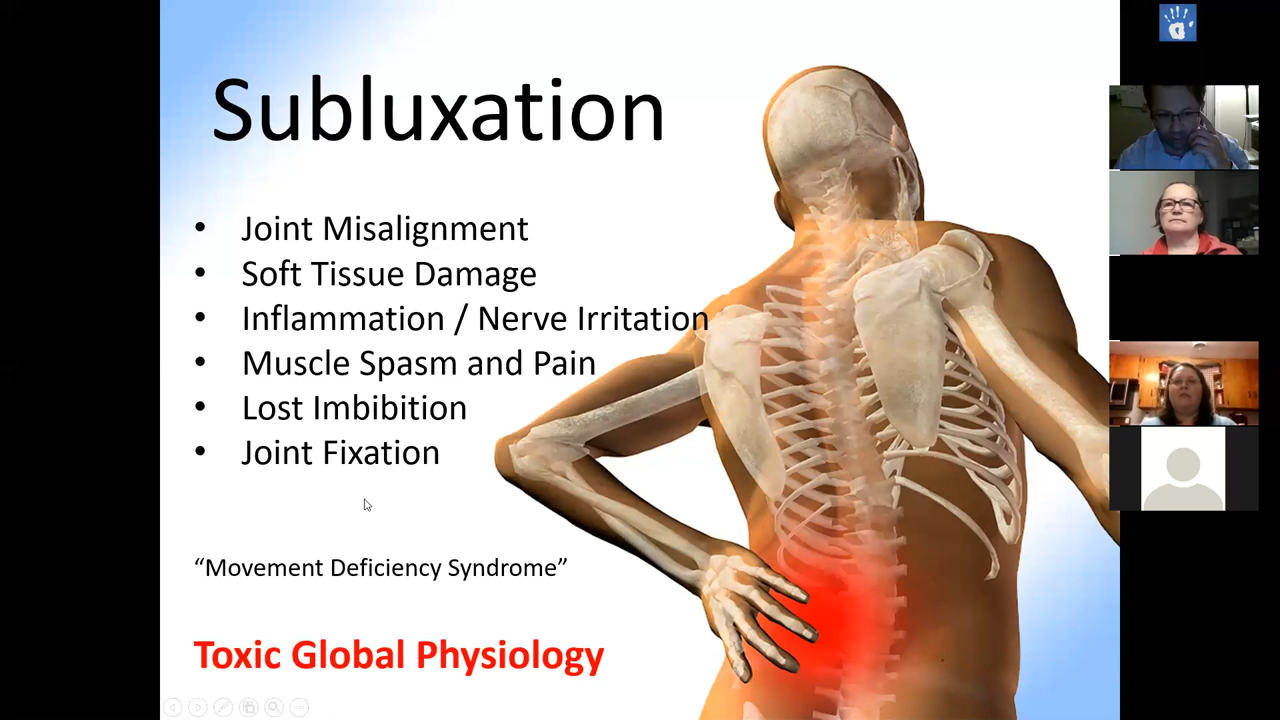 Subluxation
• Joint Misalignment
• Soft Tissue Damage
• Inflammation / Nerve Irritation
• Muscle Spasm and Pain
• Lost Imbibition
• Joint Fixation
“Movement Deficiency Syndrome”
Toxic Global Physiology